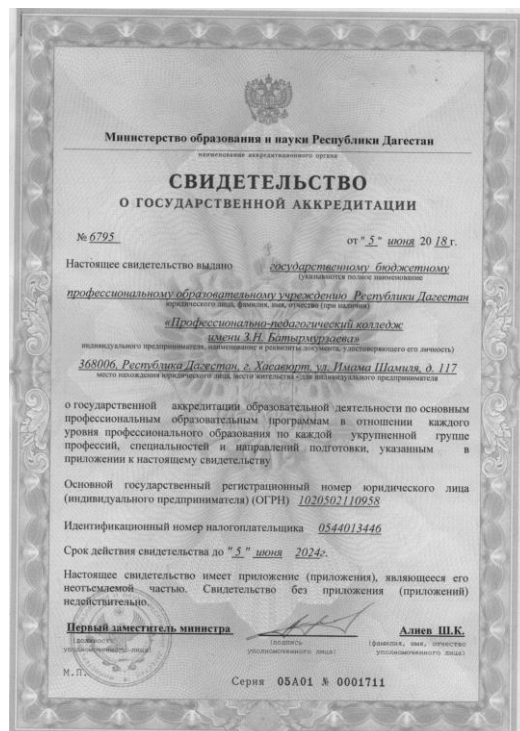 Министерство образования и науки Республики Дагестан
наименование аккредитационного органа
СВИДЕТЕЛЬСТВО
О ГОСУДАРСТВЕННОЙ АККРЕДИТАЦИИ
№ 6795 от "5" июня 20 18 г.
Настоящее свидетельство выдано государственному бюджетному
(указываются полное наименование
профессиональному образовательному учреждению Республики Дагестан
юридического лица, фамилия, имя, отчество (при наличии)
«Профессионально-педагогический колледж
имени З.Н. Батырмурзаева»
индивидуального предпринимателя, наименование и реквизиты документа, удостоверяющего его личность)
368006, Республика Дагестан, г. Хасавюрт, ул. Имама Шамиля, д. 117
место нахождения юридического лица, место жительства - для индивидуального предпринимателя
о государственной аккредитации образовательной деятельности по основным
профессиональным образовательным программам в отношении каждого
уровня профессионального образования по каждой укрупненной группе
профессий, специальностей и направлений подготовки, указанным в
приложении к настоящему свидетельству
Основной государственный регистрационный номер юридического лица
(индивидуального предпринимателя) (ОГРН) 1020502110958
Идентификационный номер налогоплательщика 0544013446
Срок действия свидетельства до "5" июня 2024г.
Настоящее свидетельство имеет приложение (приложения), являющееся его
неотъемлемой частью. Свидетельство без приложения (приложений)
недействительно.
Первый заместитель министра Алиев Ш.К.
(должность (подпись (фамилия, имя, отчество
уполномоченного лица) уполномоченного лица) уполномоченного лица)
М.П.
Серия 05А01 № 0001711